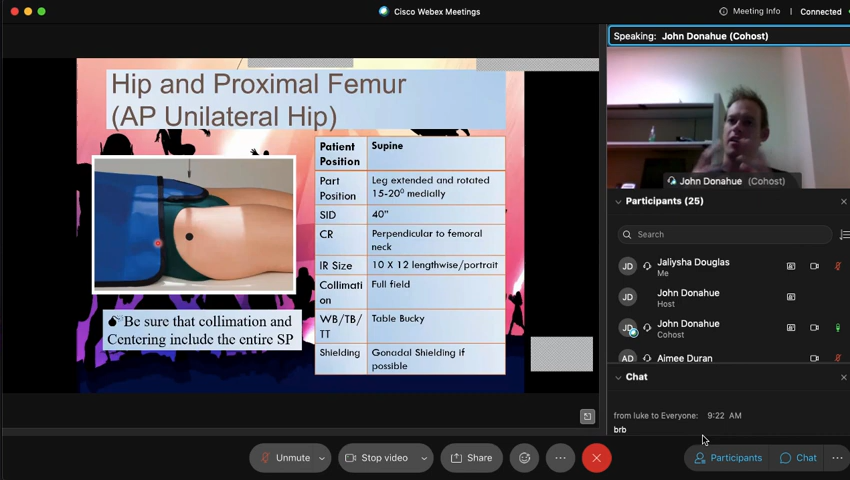 Cisco Webex Meetings
Meeting Info
Connected
Speaking: John Donahue (Cohost)
Hip and Proximal Femur
(AP Unilateral Hip)
Patient Position
Supine
Part Position
Leg extended and rotated
15-20⁰ medially
SID
40"
CR
Perpendicular to femoral
neck
IR Size
10 X 12 lengthwise/portrait
Collimati
on
Full field
WB/TB/
TT
Table Bucky
Shielding
Gonadal Shielding if
possible
Be sure that collimation and
Centering include the entire SP
John Donahue (Cohost)
Participants (25)
Search
JD
Jaliysha Douglas
Me
JD
John Donahue
Host
JD
John Donahue
Cohost
AD
Aimee Duran
Chat
from luke to Everyone: 9:22 AM
brb
Unmute
Stop video
Share
Participants
Chat